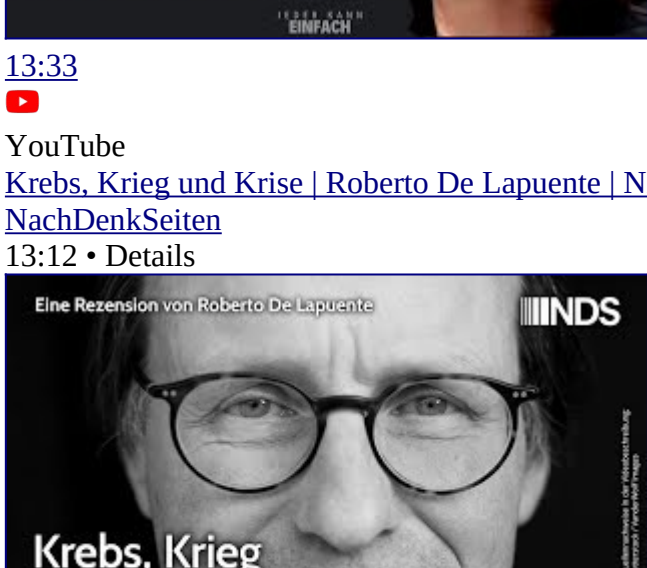 JEDER KANN
EINFACH
13:33
YouTube
Krebs, Krieg und Krise | Roberto De Lapuente | N
NachDenkSeiten
13:12 • Details
Eine Rezension von Roberto De Lapuente
NDS
Krebs, Krieg